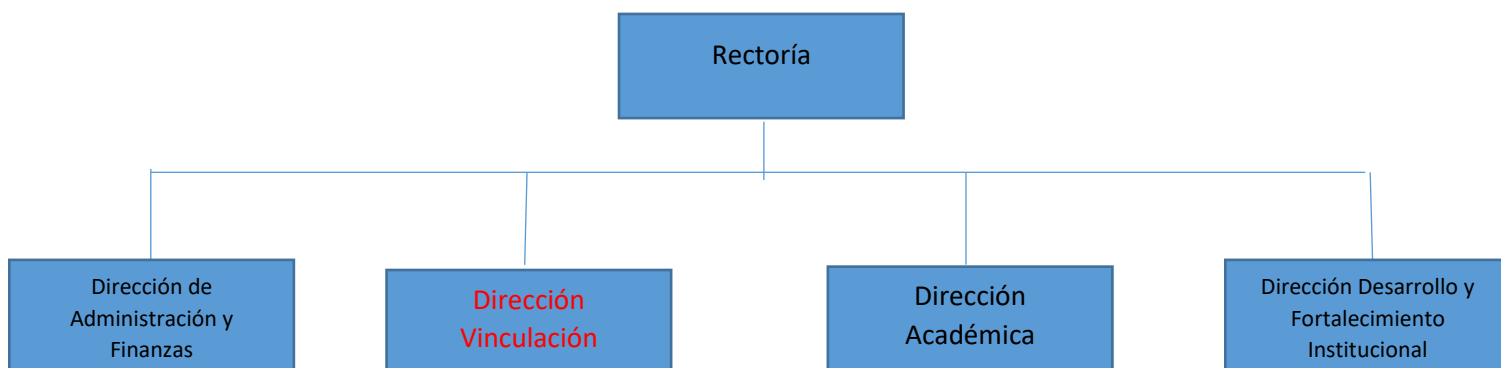 Rectoría
Dirección de
Administración y
Finanzas
Dirección
Vinculación
Dirección
Académica
Dirección Desarrollo y
Fortalecimiento
Institucional